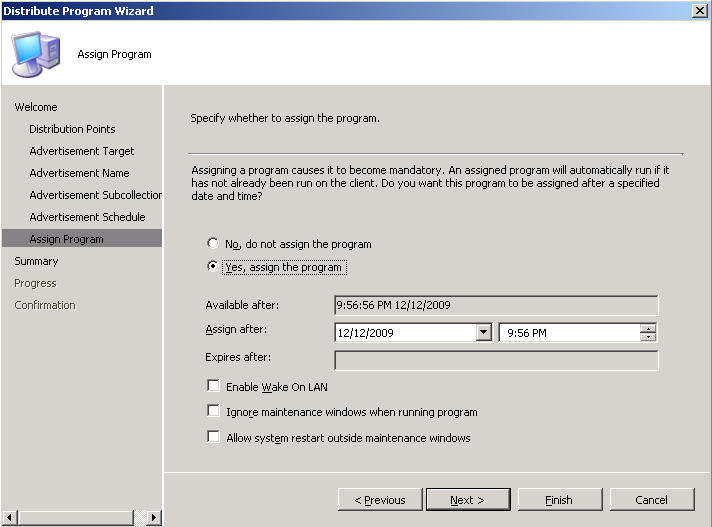 Distribute Program Wizard
Assign Program
Welcome
Distribution Points
Advertisement Target
Advertisement Name
Advertisement Subcollection
Advertisement Schedule
Assign Program
Summary
Progress
Confirmation
Specify whether to assign the program.
Assigning a program causes it to become mandatory. An assigned program will automatically run if
it has not already been run on the client. Do you want this program to be assigned after a specified
date and time?
No, do not assign the program
Yes, assign the program
Available after: 9:56:56 PM 12/12/2009
Assign after: 12/12/2009 9:56 PM
Expires after:
Enable Wake On LAN
Ignore maintenance windows when running program
Allow system restart outside maintenance windows
< Previous Next > Finish Cancel